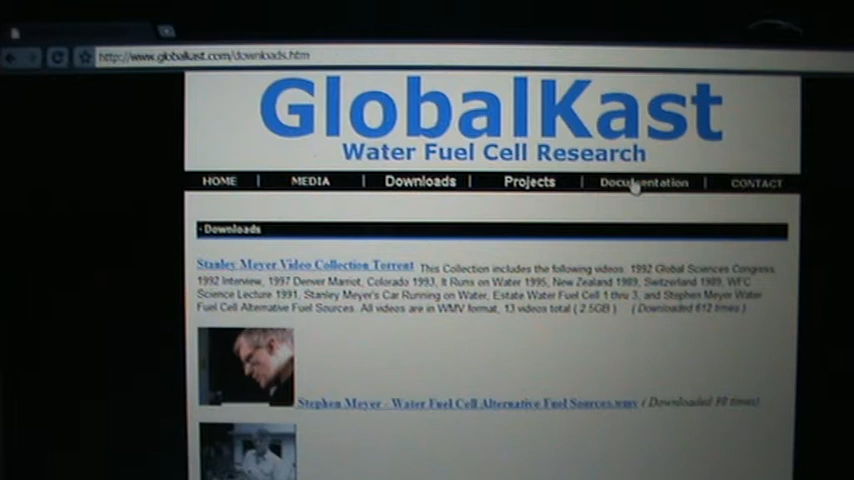 http://www.globalkast.com/downloads.htm
GlobalKast
Water Fuel Cell Research
HOME | MEDIA | Downloads | Projects | Documentation | CONTACT
· Downloads
Stanley Meyer Video Collection Torrent This Collection includes the following videos: 1992 Global Sciences Congress,
1992 Interview, 1997 Denver Marriot, Colorado 1993, It Runs on Water 1995, New Zealand 1989, Switzerland 1989, WFC
Science Lecture 1991, Stanley Meyer's Car Running on Water, Estate Water Fuel Cell 1 thru 3, and Stephen Meyer Water
Fuel Cell Alternative Fuel Sources. All videos are in WMV format, 13 videos total ( 2.5GB ) ( Downloaded 612 times )
Stephen Meyer - Water Fuel Cell Alternative Fuel Sources.wmv ( Downloaded 98 times)